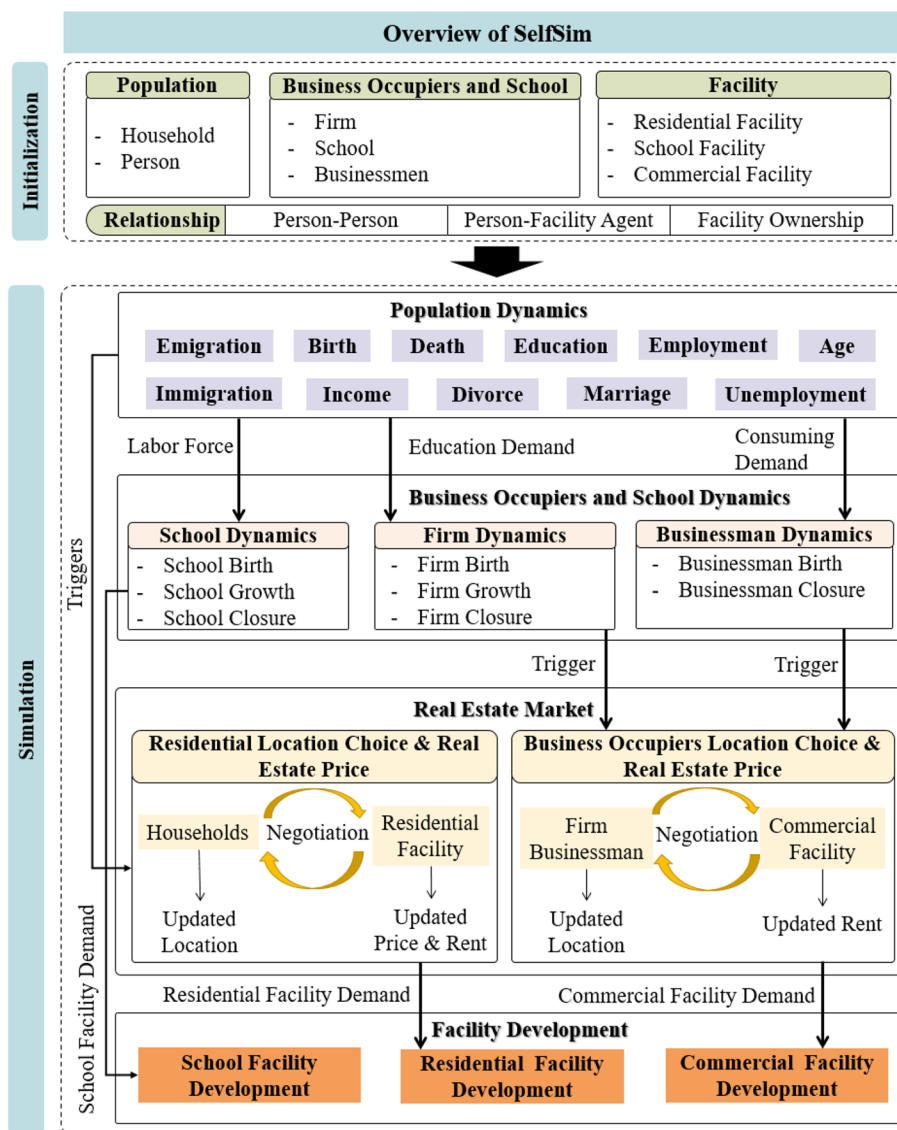 Overview of SelfSim
Initialization
Population
- Household
- Person
Business Occupiers and School
- Firm
- School
- Businessmen
Facility
- Residential Facility
- School Facility
- Commercial Facility
Relationship
Person-Person
Person-Facility Agent
Facility Ownership
Simulation
Population Dynamics
Emigration
Birth
Death
Education
Employment
Age
Immigration
Income
Divorce
Marriage
Unemployment
Labor Force
Education Demand
Consuming
Demand
Triggers
Business Occupiers and School Dynamics
School Dynamics
- School Birth
- School Growth
- School Closure
Firm Dynamics
- Firm Birth
- Firm Growth
- Firm Closure
Businessman Dynamics
- Businessman Birth
- Businessman Closure
Trigger
Trigger
Real Estate Market
Residential Location Choice & Real
Estate Price
Households
Negotiation
Residential
Facility
Updated
Location
Updated
Price & Rent
Business Occupiers Location Choice &
Real Estate Price
Firm
Businessman
Negotiation
Commercial
Facility
Updated
Location
Updated Rent
School Facility Demand
Residential Facility Demand
Commercial Facility Demand
Facility Development
School Facility
Development
Residential Facility
Development
Commercial Facility
Development